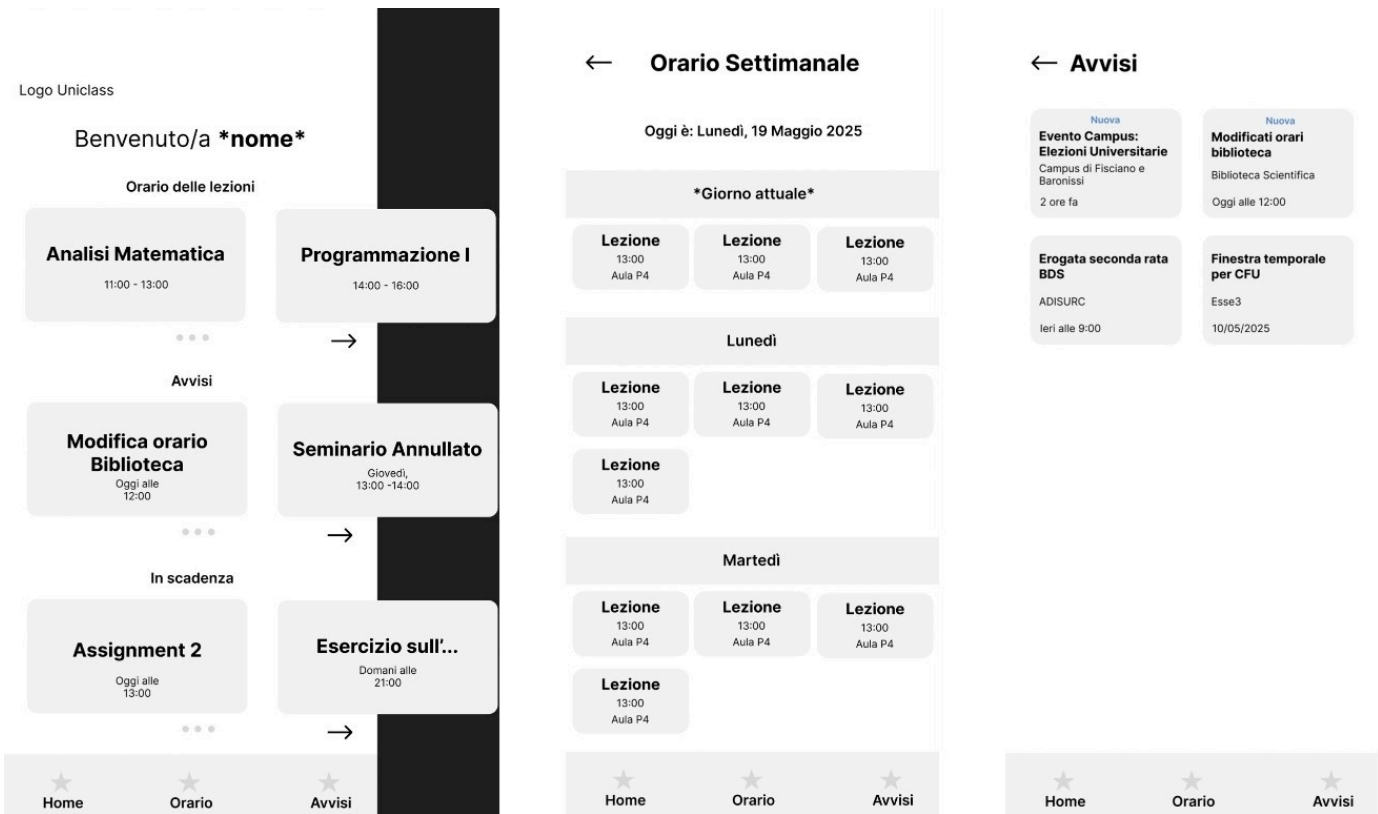 Logo Uniclass
Benvenuto/a *nome*
Orario delle lezioni
Analisi Matematica
11:00 - 13:00
Programmazione I
14:00 - 16:00
Avvisi
Modifica orario
Biblioteca
Oggi alle
12:00
Seminario Annullato
Giovedì,
13:00 -14:00
In scadenza
Assignment 2
Oggi alle
13:00
Esercizio sull'...
Domani alle
21:00
Home Orario Avvisi
Orario Settimanale
Oggi è: Lunedì, 19 Maggio 2025
*Giorno attuale*
Lezione Lezione Lezione
13:00 13:00 13:00
Aula P4 Aula P4 Aula P4
Lunedì
Lezione Lezione Lezione
13:00 13:00 13:00
Aula P4 Aula P4 Aula P4
Lezione
13:00
Aula P4
Martedì
Lezione Lezione Lezione
13:00 13:00 13:00
Aula P4 Aula P4 Aula P4
Lezione
13:00
Aula P4
Home Orario Avvisi
Avvisi
Nuova
Evento Campus:
Elezioni Universitarie
Campus di Fisciano e
Baronissi
2 ore fa
Nuova
Modificati orari
biblioteca
Biblioteca Scientifica
Oggi alle 12:00
Erogata seconda rata
BDS
ADISURC
Ieri alle 9:00
Finestra temporale
per CFU
Esse3
10/05/2025
Home Orario Avvisi